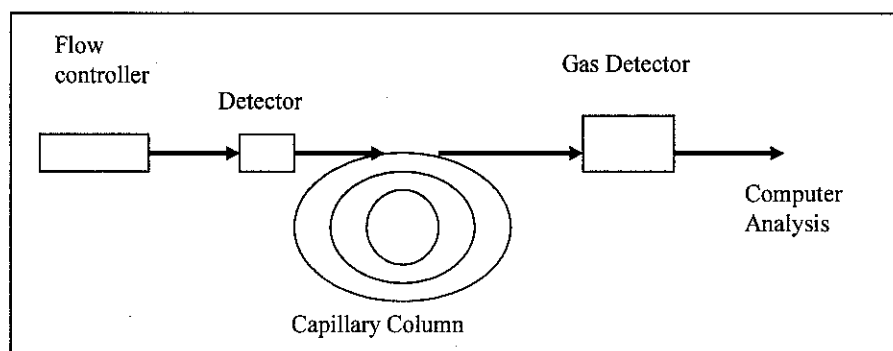 Flow
controller
Detector
Gas Detector
Computer
Analysis
Capillary Column